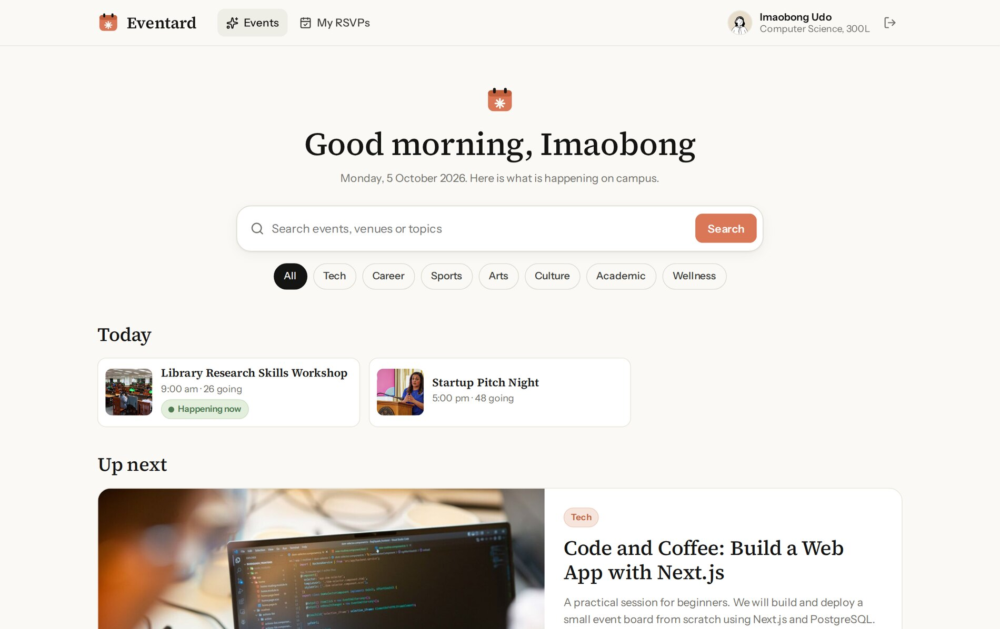 Eventard
Events
My RSVPs
Imaobong Udo
Computer Science, 300L
Good morning, Imaobong
Monday, 5 October 2026. Here is what is happening on campus.
Search events, venues or topics
Search
All
Tech
Career
Sports
Arts
Culture
Academic
Wellness
Today
Library Research Skills Workshop
9:00 am · 26 going
Happening now
Startup Pitch Night
5:00 pm · 48 going
Up next
Tech
Code and Coffee: Build a Web
App with Next.js
A practical session for beginners. We will build and deploy a
small event board from scratch using Next.js and PostgreSQL.